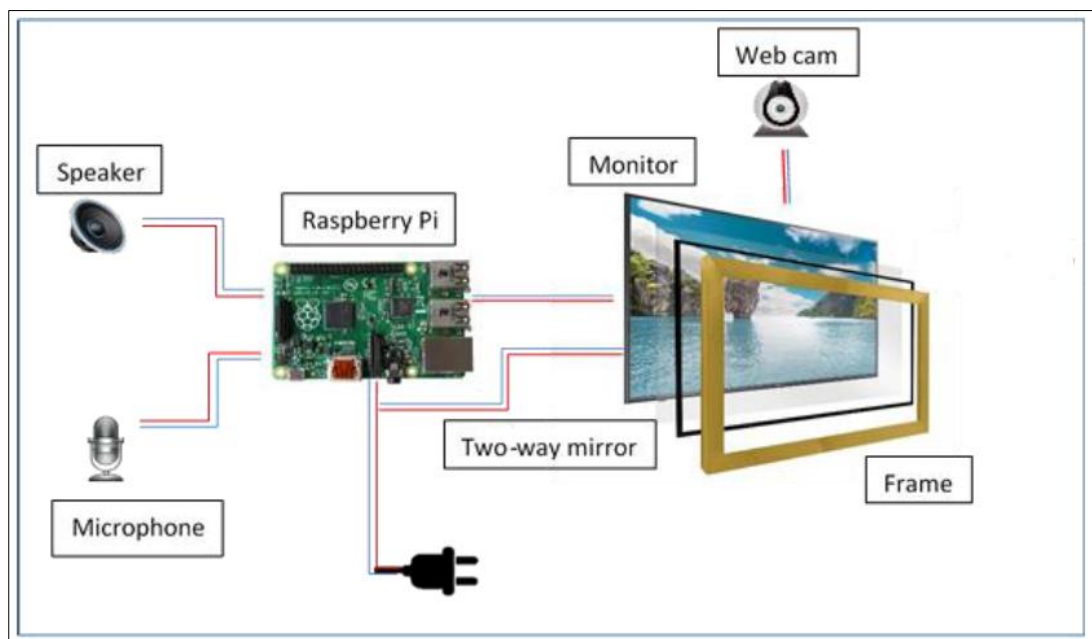 Web cam
Speaker
Monitor
Raspberry Pi
Two-way mirror
Frame
Microphone